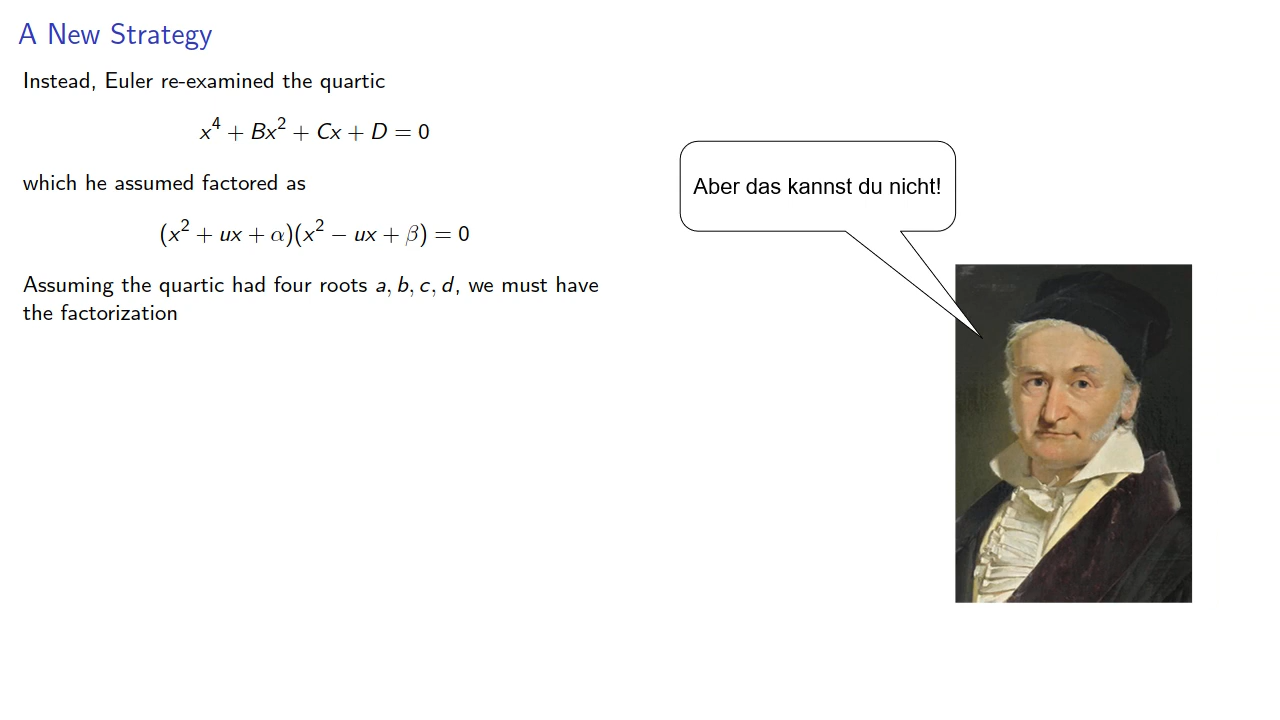 A New Strategy
Instead, Euler re-examined the quartic
x⁴ + Bx² + Cx + D = 0
which he assumed factored as
(x² + ux + α)(x² − ux + β) = 0
Assuming the quartic had four roots a, b, c, d, we must have
the factorization
Aber das kannst du nicht!